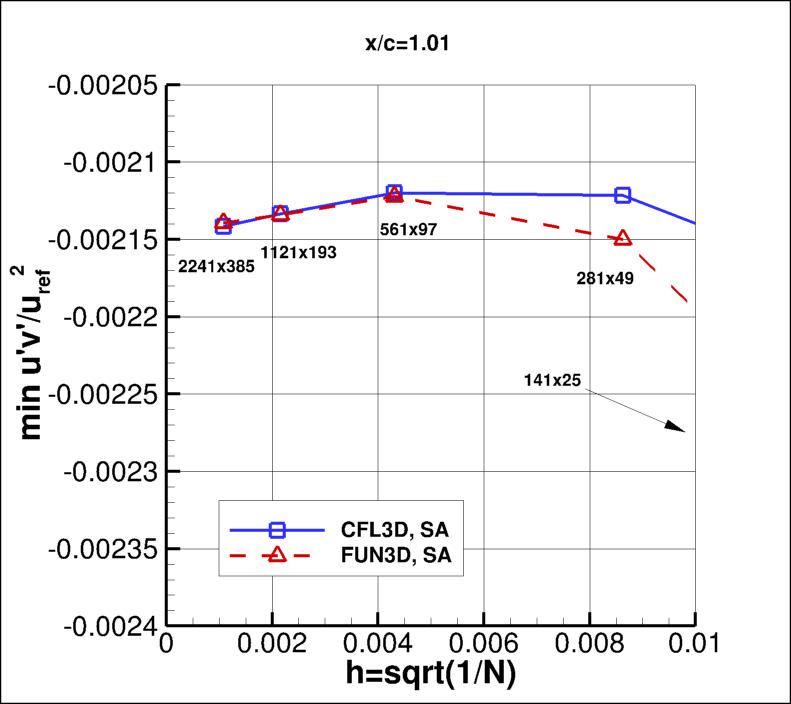 x/c=1.01
-0.00205
-0.0021
-0.00215
-0.0022
-0.00225
-0.0023
-0.00235
-0.0024
min u'v'/u_ref^2
2241x385
1121x193
561x97
281x49
141x25
CFL3D, SA
FUN3D, SA
0 0.002 0.004 0.006 0.008 0.01
h=sqrt(1/N)